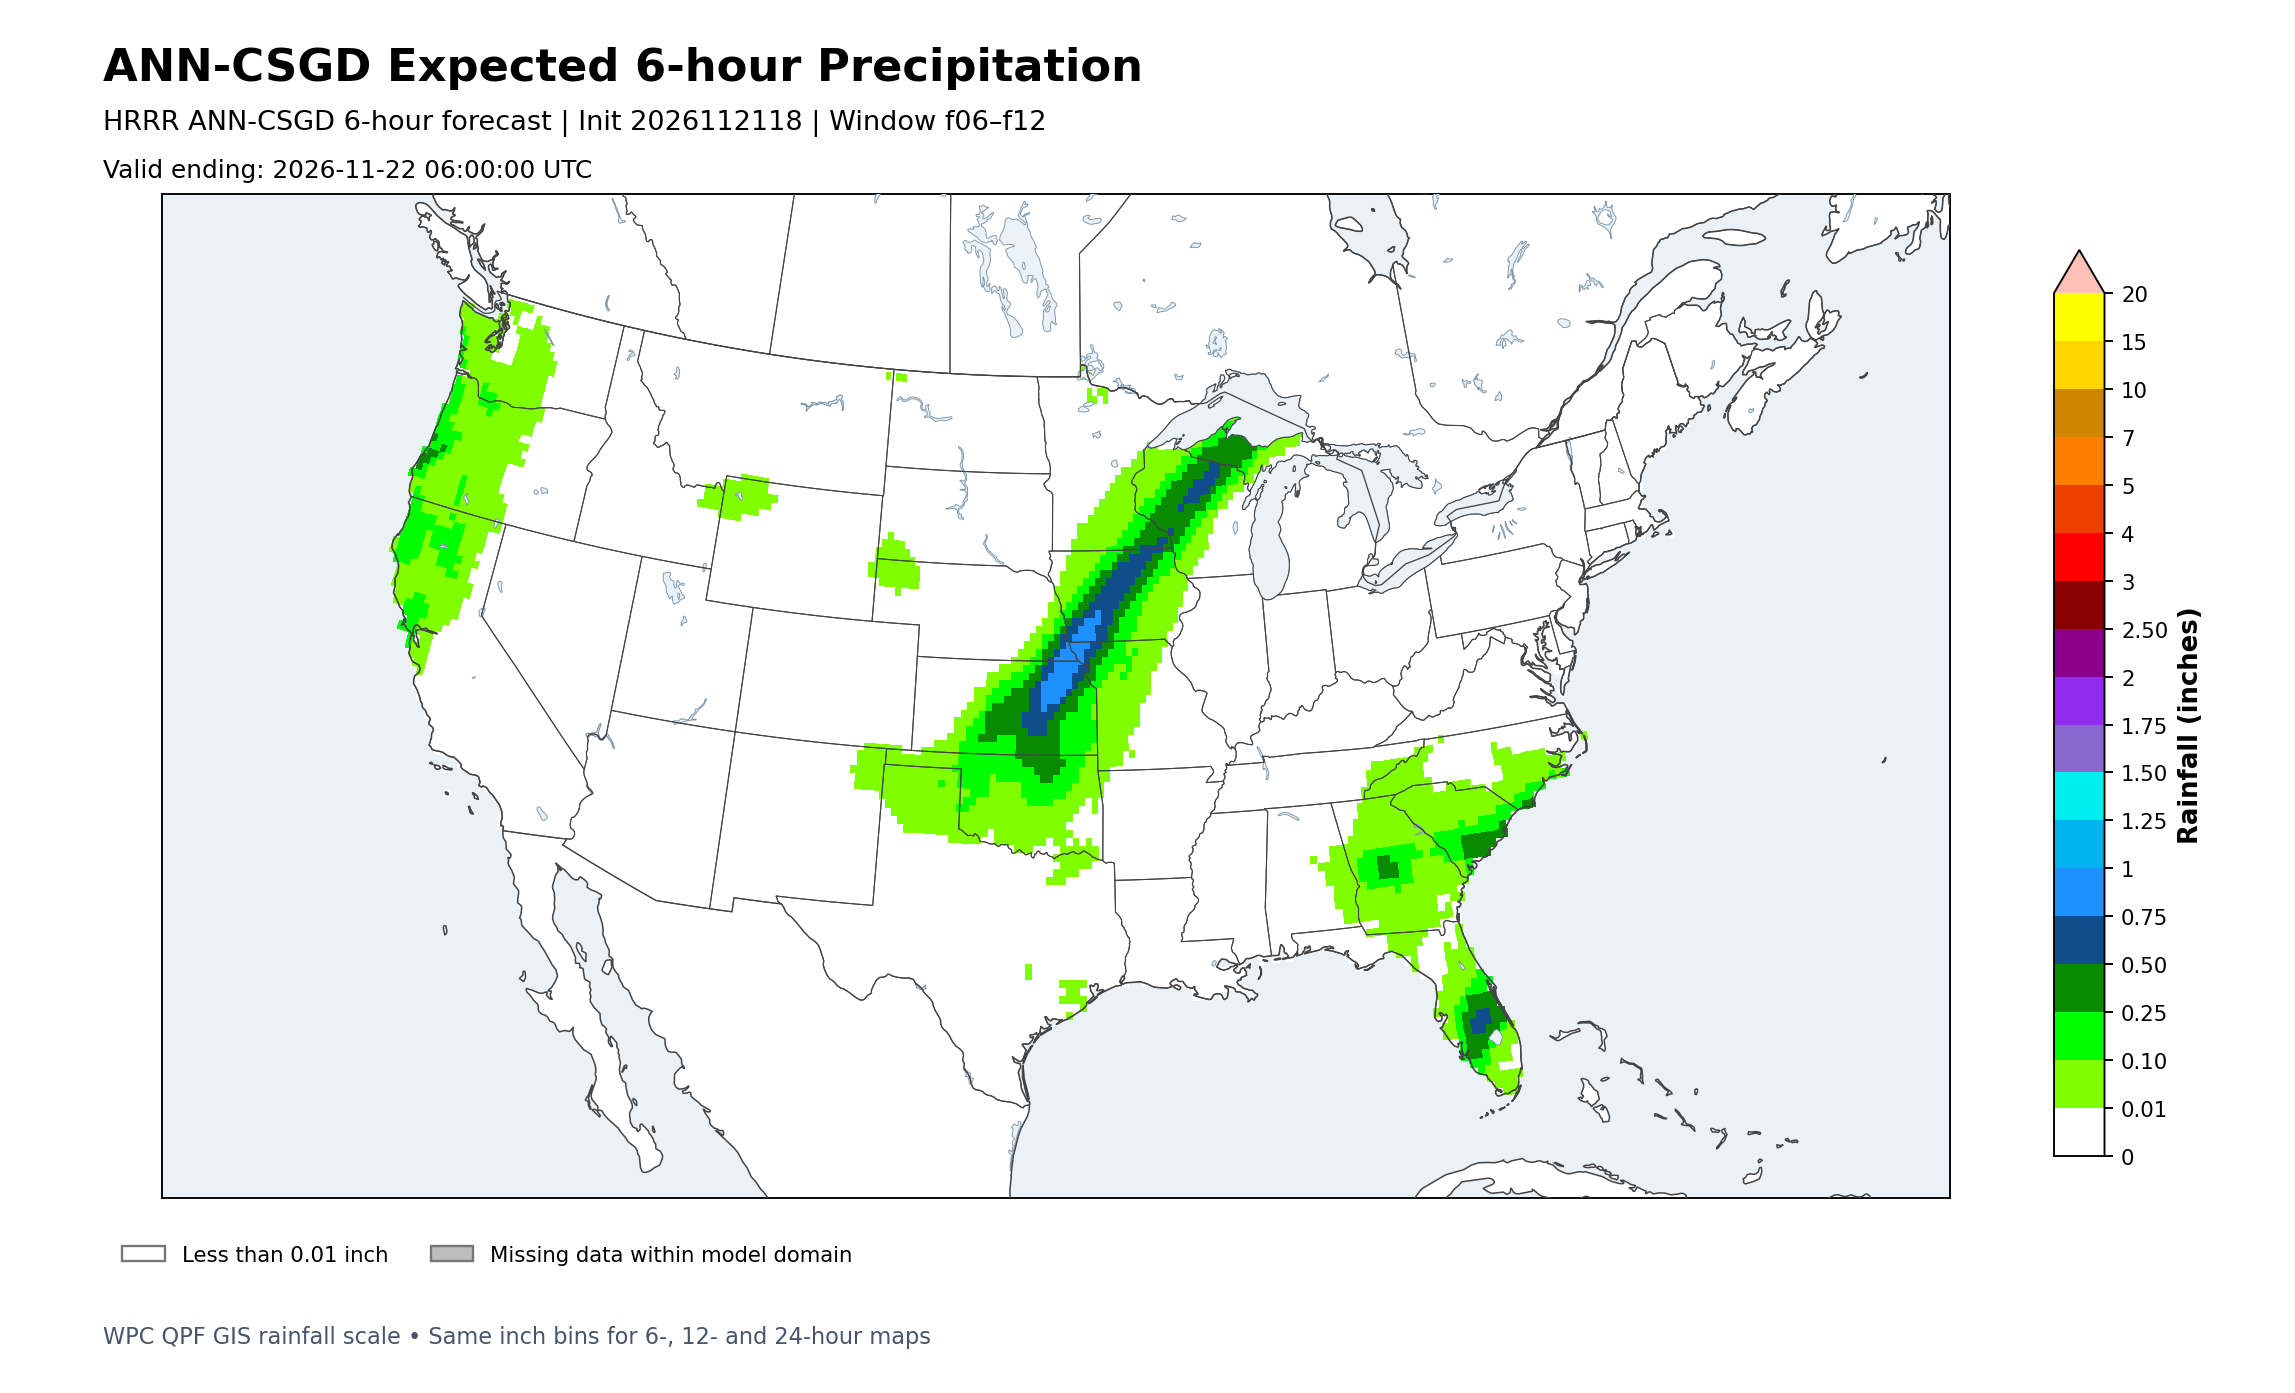 ANN-CSGD Expected 6-hour Precipitation
HRRR ANN-CSGD 6-hour forecast | Init 2026112118 | Window f06–f12
Valid ending: 2026-11-22 06:00:00 UTC
20
15
10
7
5
4
3
2.50
2
1.75
1.50
1.25
1
0.75
0.50
0.25
0.10
0.01
0
Rainfall (inches)
Less than 0.01 inch
Missing data within model domain
WPC QPF GIS rainfall scale • Same inch bins for 6-, 12- and 24-hour maps